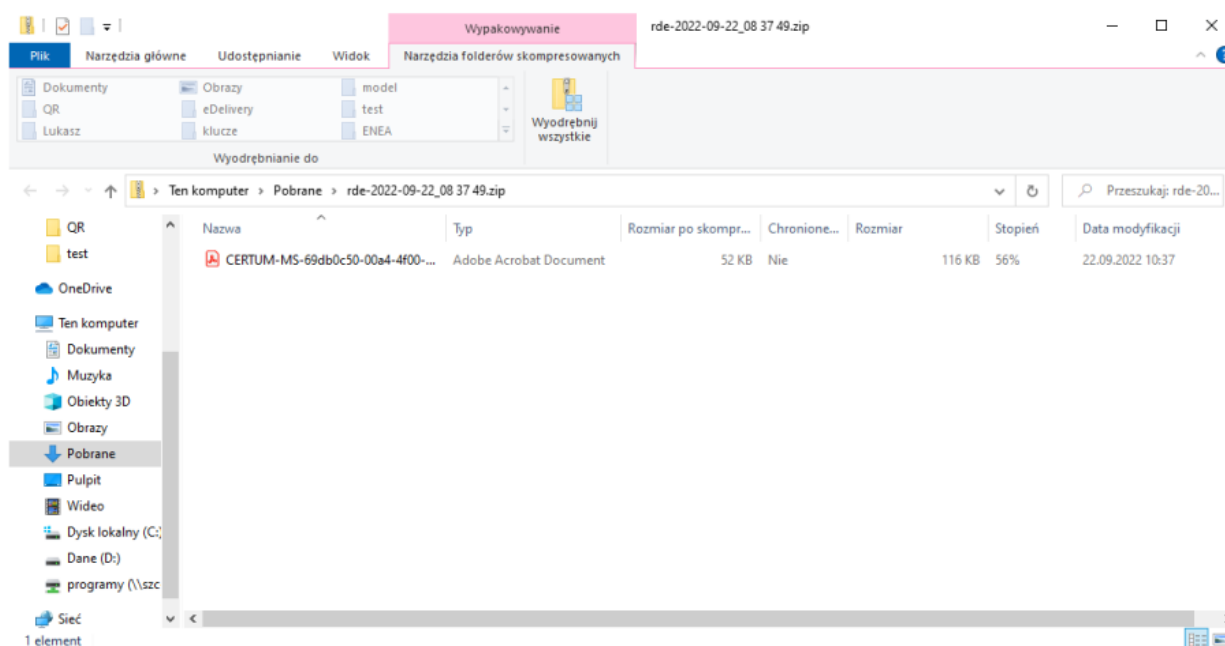 Wypakowywanie
rde-2022-09-22_08 37 49.zip
Plik Narzędzia główne Udostępnianie Widok Narzędzia folderów skompresowanych
Dokumenty Obrazy model
QR eDelivery test
Lukasz klucze ENEA
Wyodrębnij wszystkie
Wyodrębnianie do
Ten komputer > Pobrane > rde-2022-09-22_08 37 49.zip
Przeszukaj: rde-20...
Nazwa Typ Rozmiar po skompr... Chronione... Rozmiar Stopień Data modyfikacji
CERTUM-MS-69db0c50-00a4-4f00-... Adobe Acrobat Document 52 KB Nie 116 KB 56% 22.09.2022 10:37
QR
test
OneDrive
Ten komputer
Dokumenty
Muzyka
Obiekty 3D
Obrazy
Pobrane
Pulpit
Wideo
Dysk lokalny (C:)
Dane (D:)
programy (\\szc
Sieć
1 element